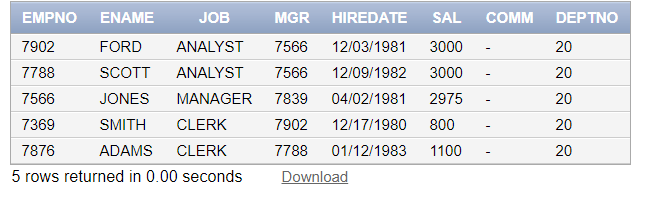 EMPNO ENAME JOB MGR HIREDATE SAL COMM DEPTNO
7902 FORD ANALYST 7566 12/03/1981 3000 - 20
7788 SCOTT ANALYST 7566 12/09/1982 3000 - 20
7566 JONES MANAGER 7839 04/02/1981 2975 - 20
7369 SMITH CLERK 7902 12/17/1980 800 - 20
7876 ADAMS CLERK 7788 01/12/1983 1100 - 20
5 rows returned in 0.00 seconds Download